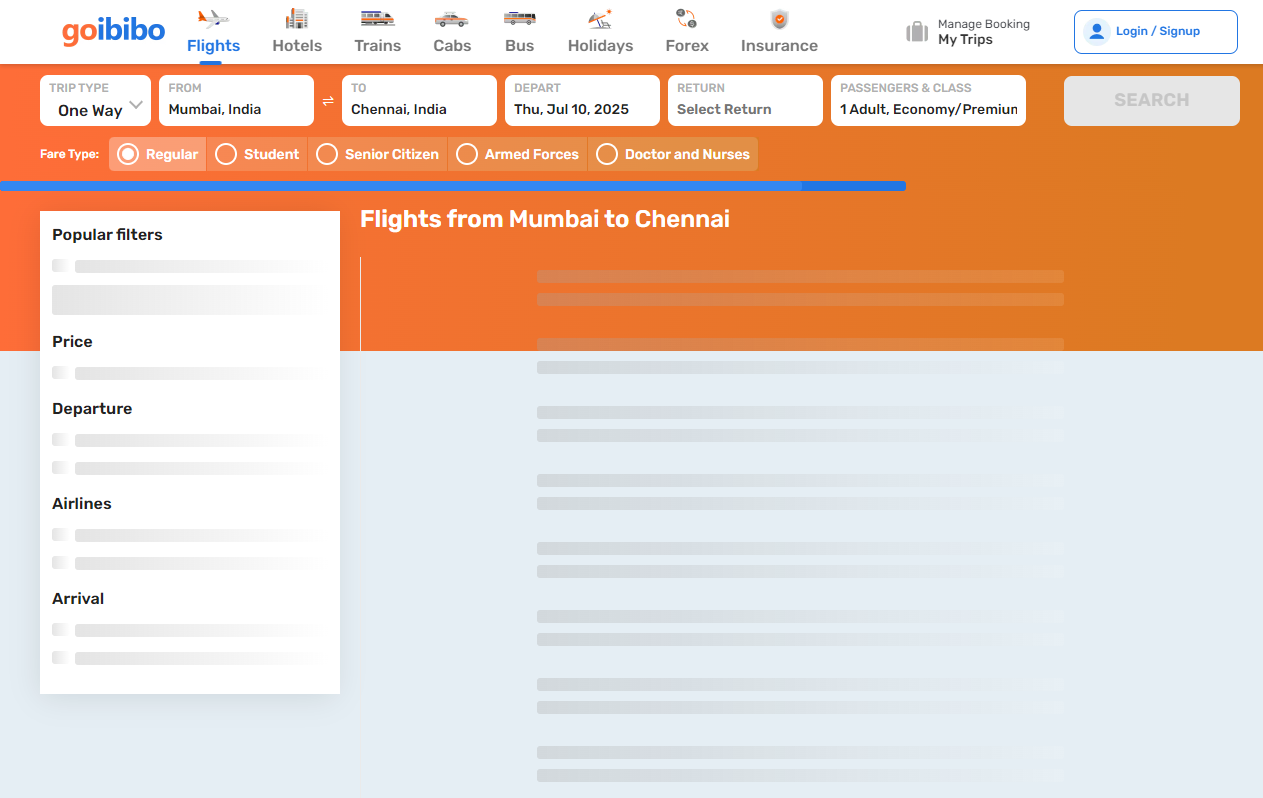 goibibo
Flights
Hotels
Trains
Cabs
Bus
Holidays
Forex
Insurance
Manage Booking
My Trips
Login / Signup
TRIP TYPE
One Way
FROM
Mumbai, India
TO
Chennai, India
DEPART
Thu, Jul 10, 2025
RETURN
Select Return
PASSENGERS & CLASS
1 Adult, Economy/Premiun
SEARCH
Fare Type:
Regular
Student
Senior Citizen
Armed Forces
Doctor and Nurses
Flights from Mumbai to Chennai
Popular filters
Price
Departure
Airlines
Arrival